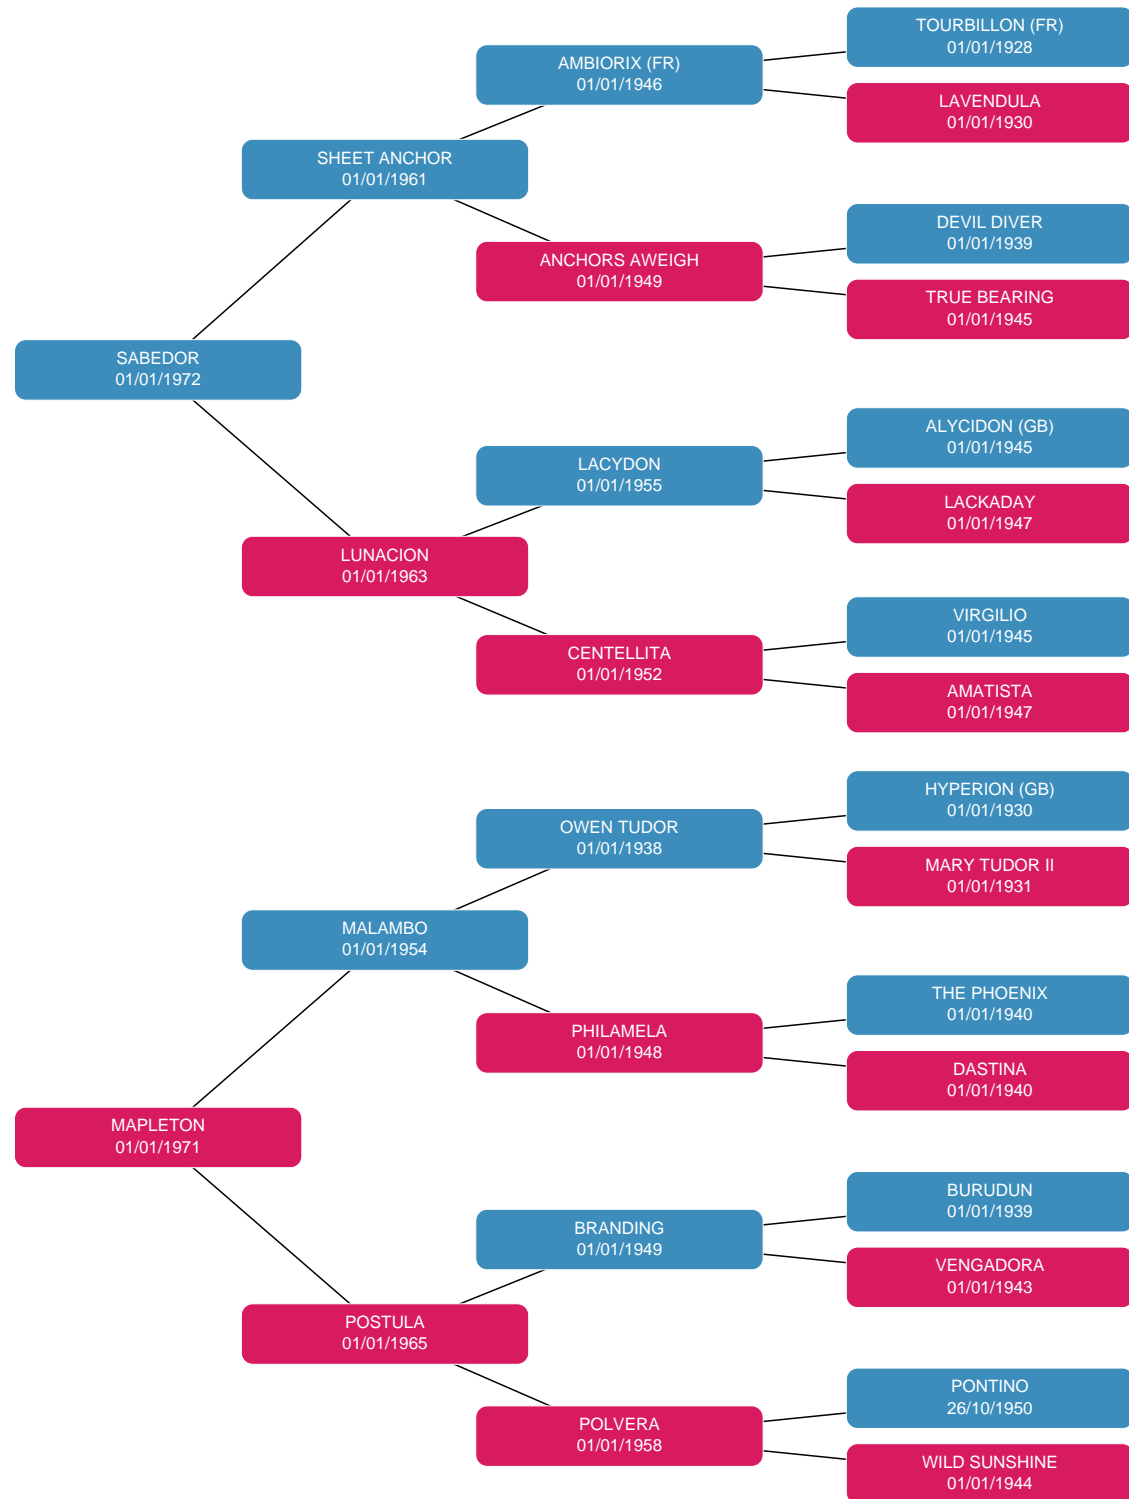 TOURBILLON (FR)
01/01/1928
AMBIORIX (FR)
01/01/1946
LAVENDULA
01/01/1930
SHEET ANCHOR
01/01/1961
DEVIL DIVER
01/01/1939
ANCHORS AWEIGH
01/01/1949
TRUE BEARING
01/01/1945
SABEDOR
01/01/1972
ALYCIDON (GB)
01/01/1945
LACYDON
01/01/1955
LACKADAY
01/01/1947
LUNACION
01/01/1963
VIRGILIO
01/01/1945
CENTELLITA
01/01/1952
AMATISTA
01/01/1947
HYPERION (GB)
01/01/1930
OWEN TUDOR
01/01/1938
MARY TUDOR II
01/01/1931
MALAMBO
01/01/1954
THE PHOENIX
01/01/1940
PHILAMELA
01/01/1948
DASTINA
01/01/1940
MAPLETON
01/01/1971
BURUDUN
01/01/1939
BRANDING
01/01/1949
VENGADORA
01/01/1943
POSTULA
01/01/1965
PONTINO
26/10/1950
POLVERA
01/01/1958
WILD SUNSHINE
01/01/1944